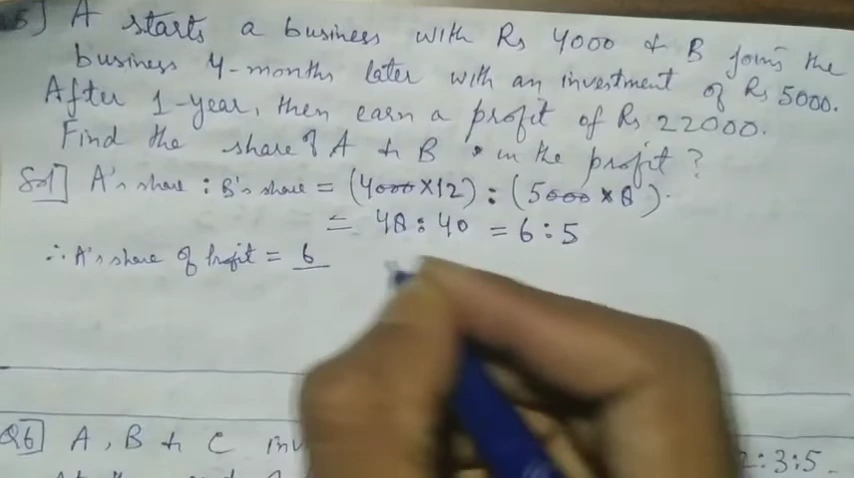 5] A starts a business with Rs 4000 & B joins the
business 4-months later with an investment of Rs 5000.
After 1-year, then earn a profit of Rs 22000.
Find the share of A & B in the profit?
Sol] A's share : B's share = (4000 × 12) : (5000 × 8).
= 48 : 40 = 6 : 5
∴ A's share of profit = 6
Q6] A, B & C inv
2:3:5.